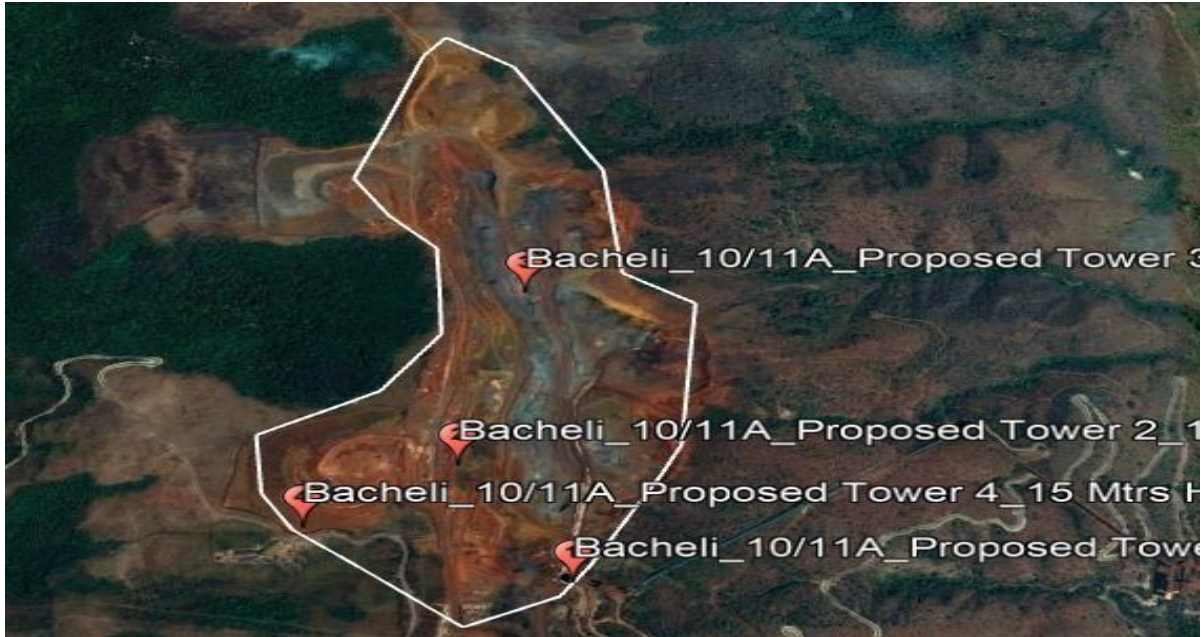 Bacheli_10/11A_Proposed Tower 3
Bacheli_10/11A_Proposed Tower 2_1
Bacheli_10/11A_Proposed Tower 4_15 Mtrs H
Bacheli_10/11A_Proposed Towe